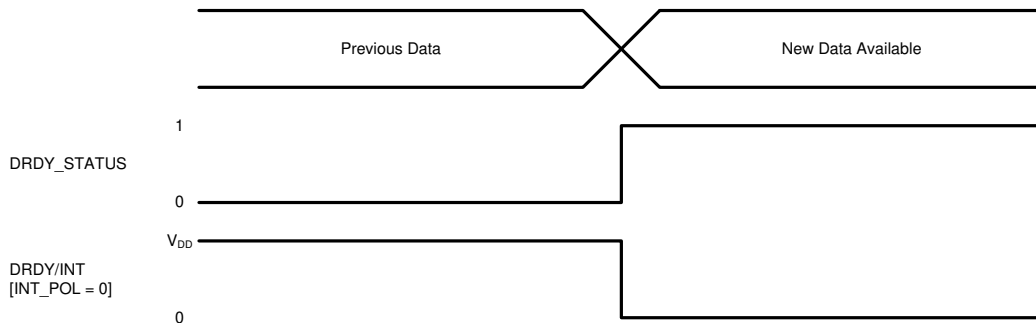 Previous Data
New Data Available
1
DRDY_STATUS
0
VDD
DRDY/INT
[INT_POL = 0]
0